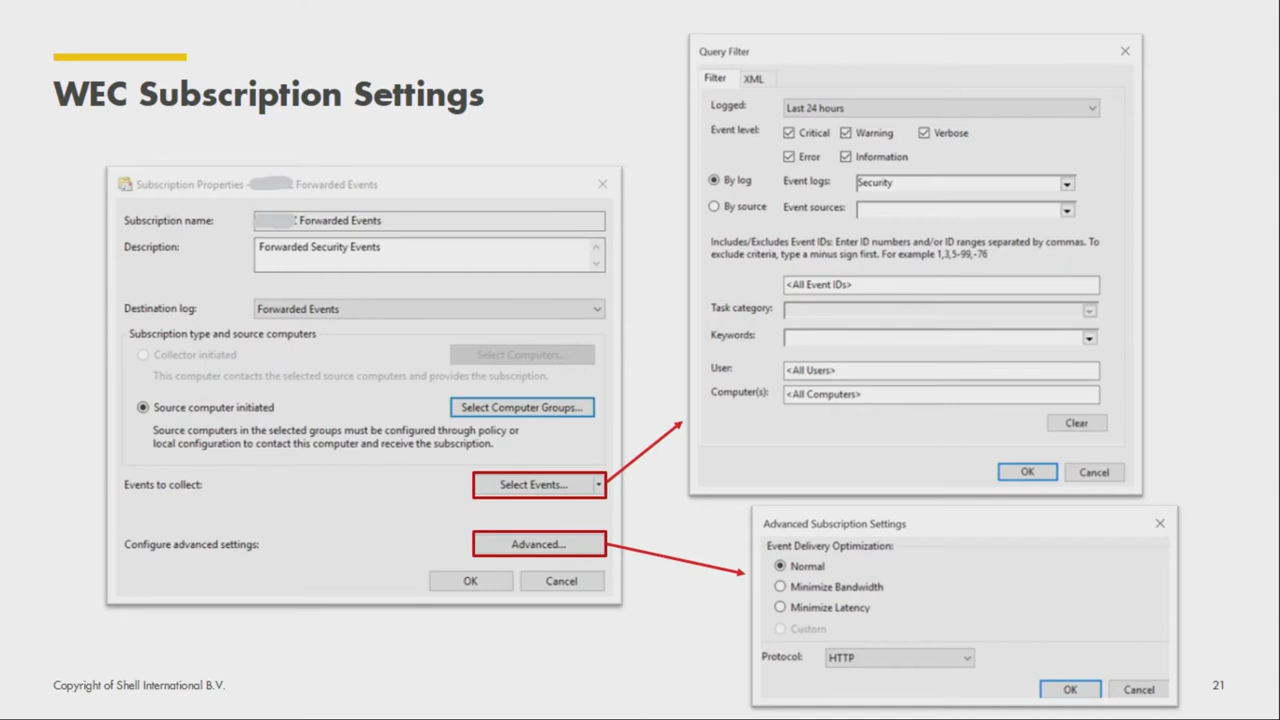 WEC Subscription Settings
Subscription Properties - Forwarded Events
Subscription name:
Forwarded Events
Description:
Forwarded Security Events
Destination log:
Forwarded Events
Subscription type and source computers
Collector initiated
Select Computers...
This computer contacts the selected source computers and provides the subscription.
Source computer initiated
Select Computer Groups...
Source computers in the selected groups must be configured through policy or
local configuration to contact this computer and receive the subscription.
Events to collect:
Select Events...
Configure advanced settings:
Advanced...
OK
Cancel
Query Filter
Filter
XML
Logged:
Last 24 hours
Event level:
Critical
Warning
Verbose
Error
Information
By log
Event logs:
Security
By source
Event sources:
Includes/Excludes Event IDs: Enter ID numbers and/or ID ranges separated by commas. To
exclude criteria, type a minus sign first. For example 1,3,5-99,-76
<All Event IDs>
Task category:
Keywords:
User:
<All Users>
Computer(s):
<All Computers>
Clear
OK
Cancel
Advanced Subscription Settings
Event Delivery Optimization:
Normal
Minimize Bandwidth
Minimize Latency
Custom
Protocol:
HTTP
OK
Cancel
Copyright of Shell International B.V.
21